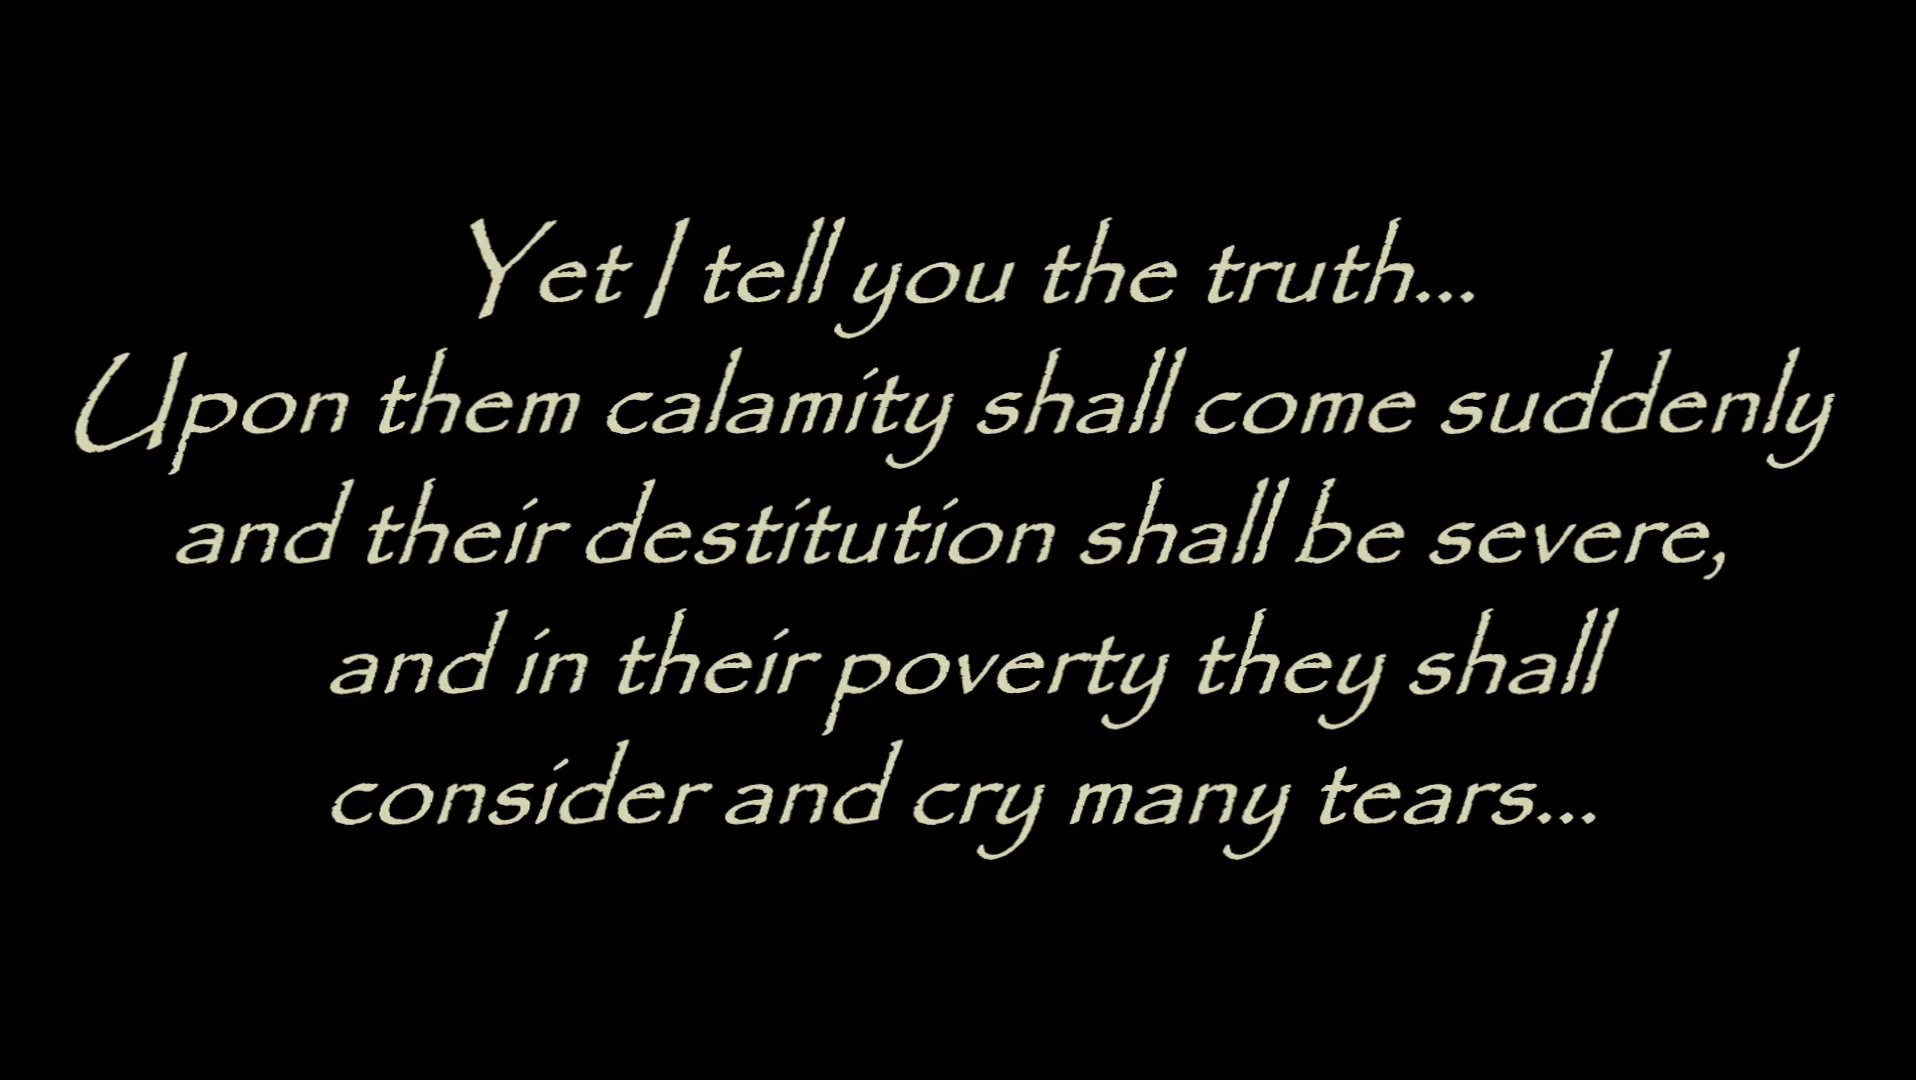 Yet I tell you the truth...
Upon them calamity shall come suddenly
and their destitution shall be severe,
and in their poverty they shall
consider and cry many tears...